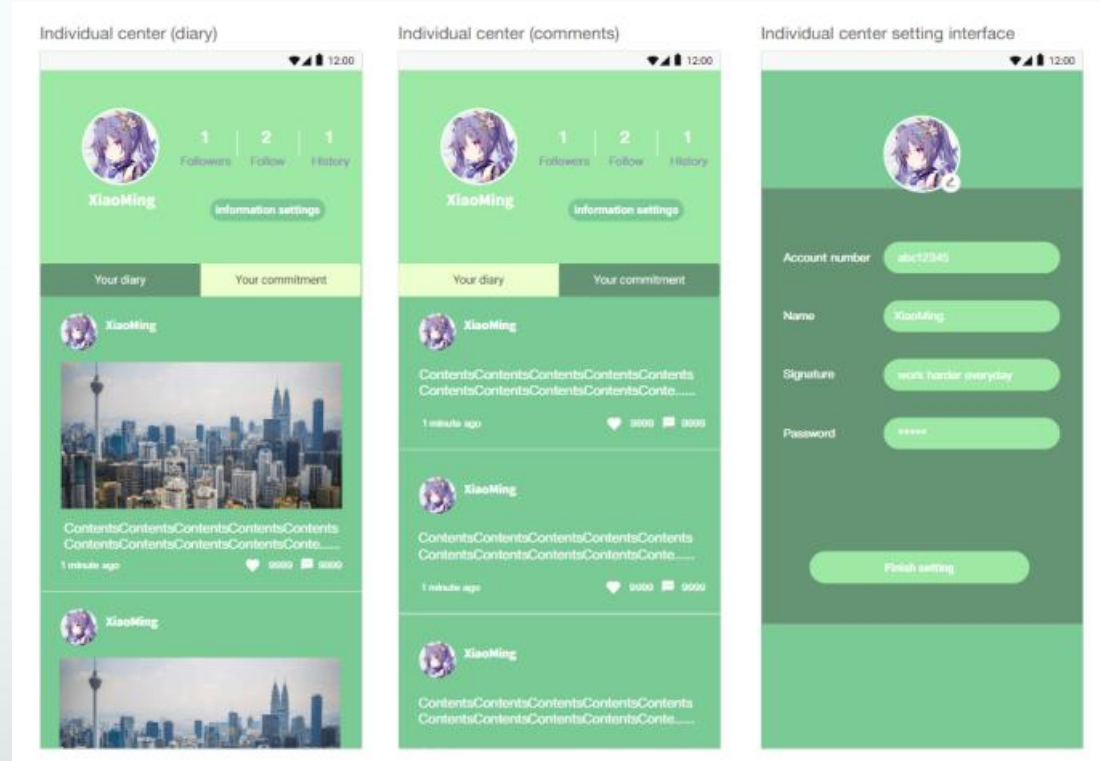 Individual center (diary)
12:00
1 2 1
Followers Follow History
XiaoMing
information settings
Your diary Your commitment
XiaoMing
ContentsContentsContentsContentsContents
ContentsContentsContentsContentsConte......
1 minute ago 9999 9999
XiaoMing
Individual center (comments)
12:00
1 2 1
Followers Follow History
XiaoMing
information settings
Your diary Your commitment
XiaoMing
ContentsContentsContentsContentsContents
ContentsContentsContentsContentsConte......
1 minute ago 9999 9999
XiaoMing
ContentsContentsContentsContentsContents
ContentsContentsContentsContentsConte......
1 minute ago 9999 9999
XiaoMing
ContentsContentsContentsContentsContents
ContentsContentsContentsContentsConte......
Individual center setting interface
12:00
Account number abc12345
Name XiaoMing
Signature work harder everyday
Password *****
Finish setting